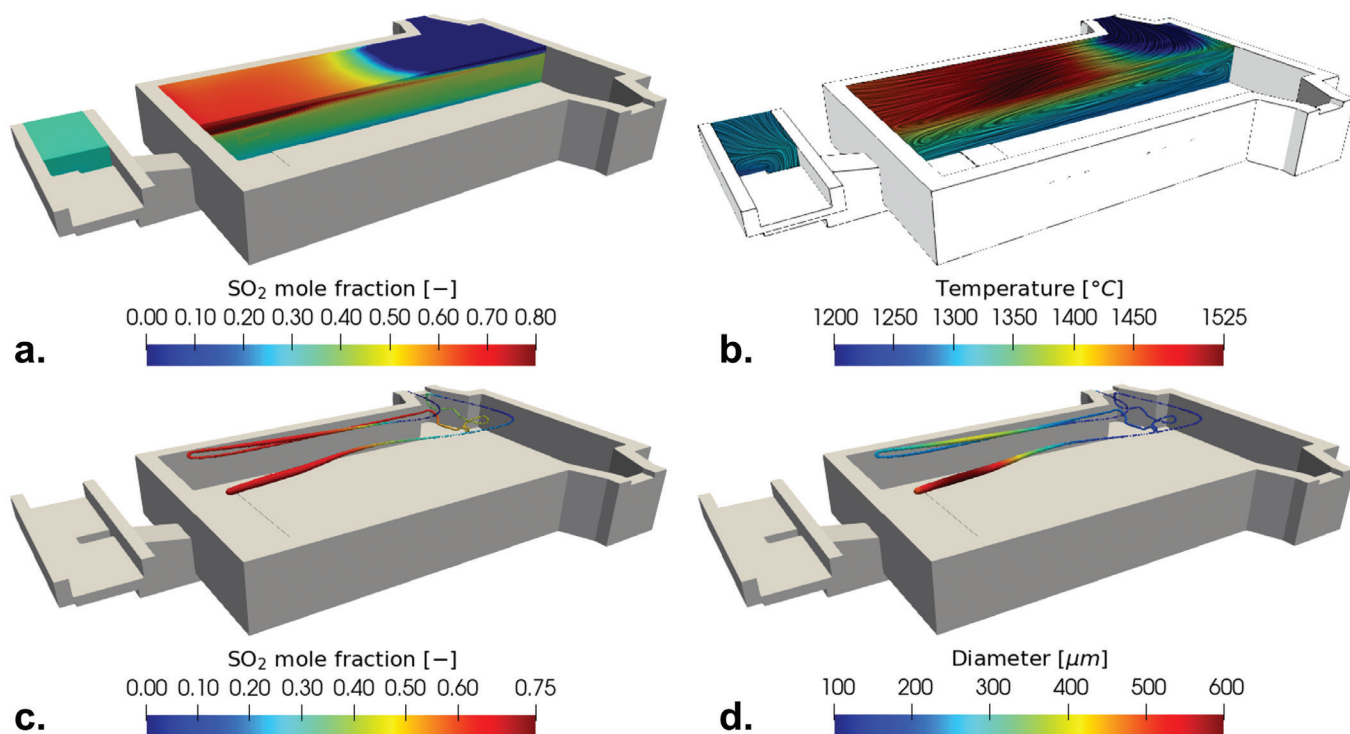 SO₂ mole fraction [−]
0.00 0.10 0.20 0.30 0.40 0.50 0.60 0.70 0.80
a.
Temperature [°C]
1200 1250 1300 1350 1400 1450 1525
b.
SO₂ mole fraction [−]
0.00 0.10 0.20 0.30 0.40 0.50 0.60 0.75
c.
Diameter [μm]
100 200 300 400 500 600
d.